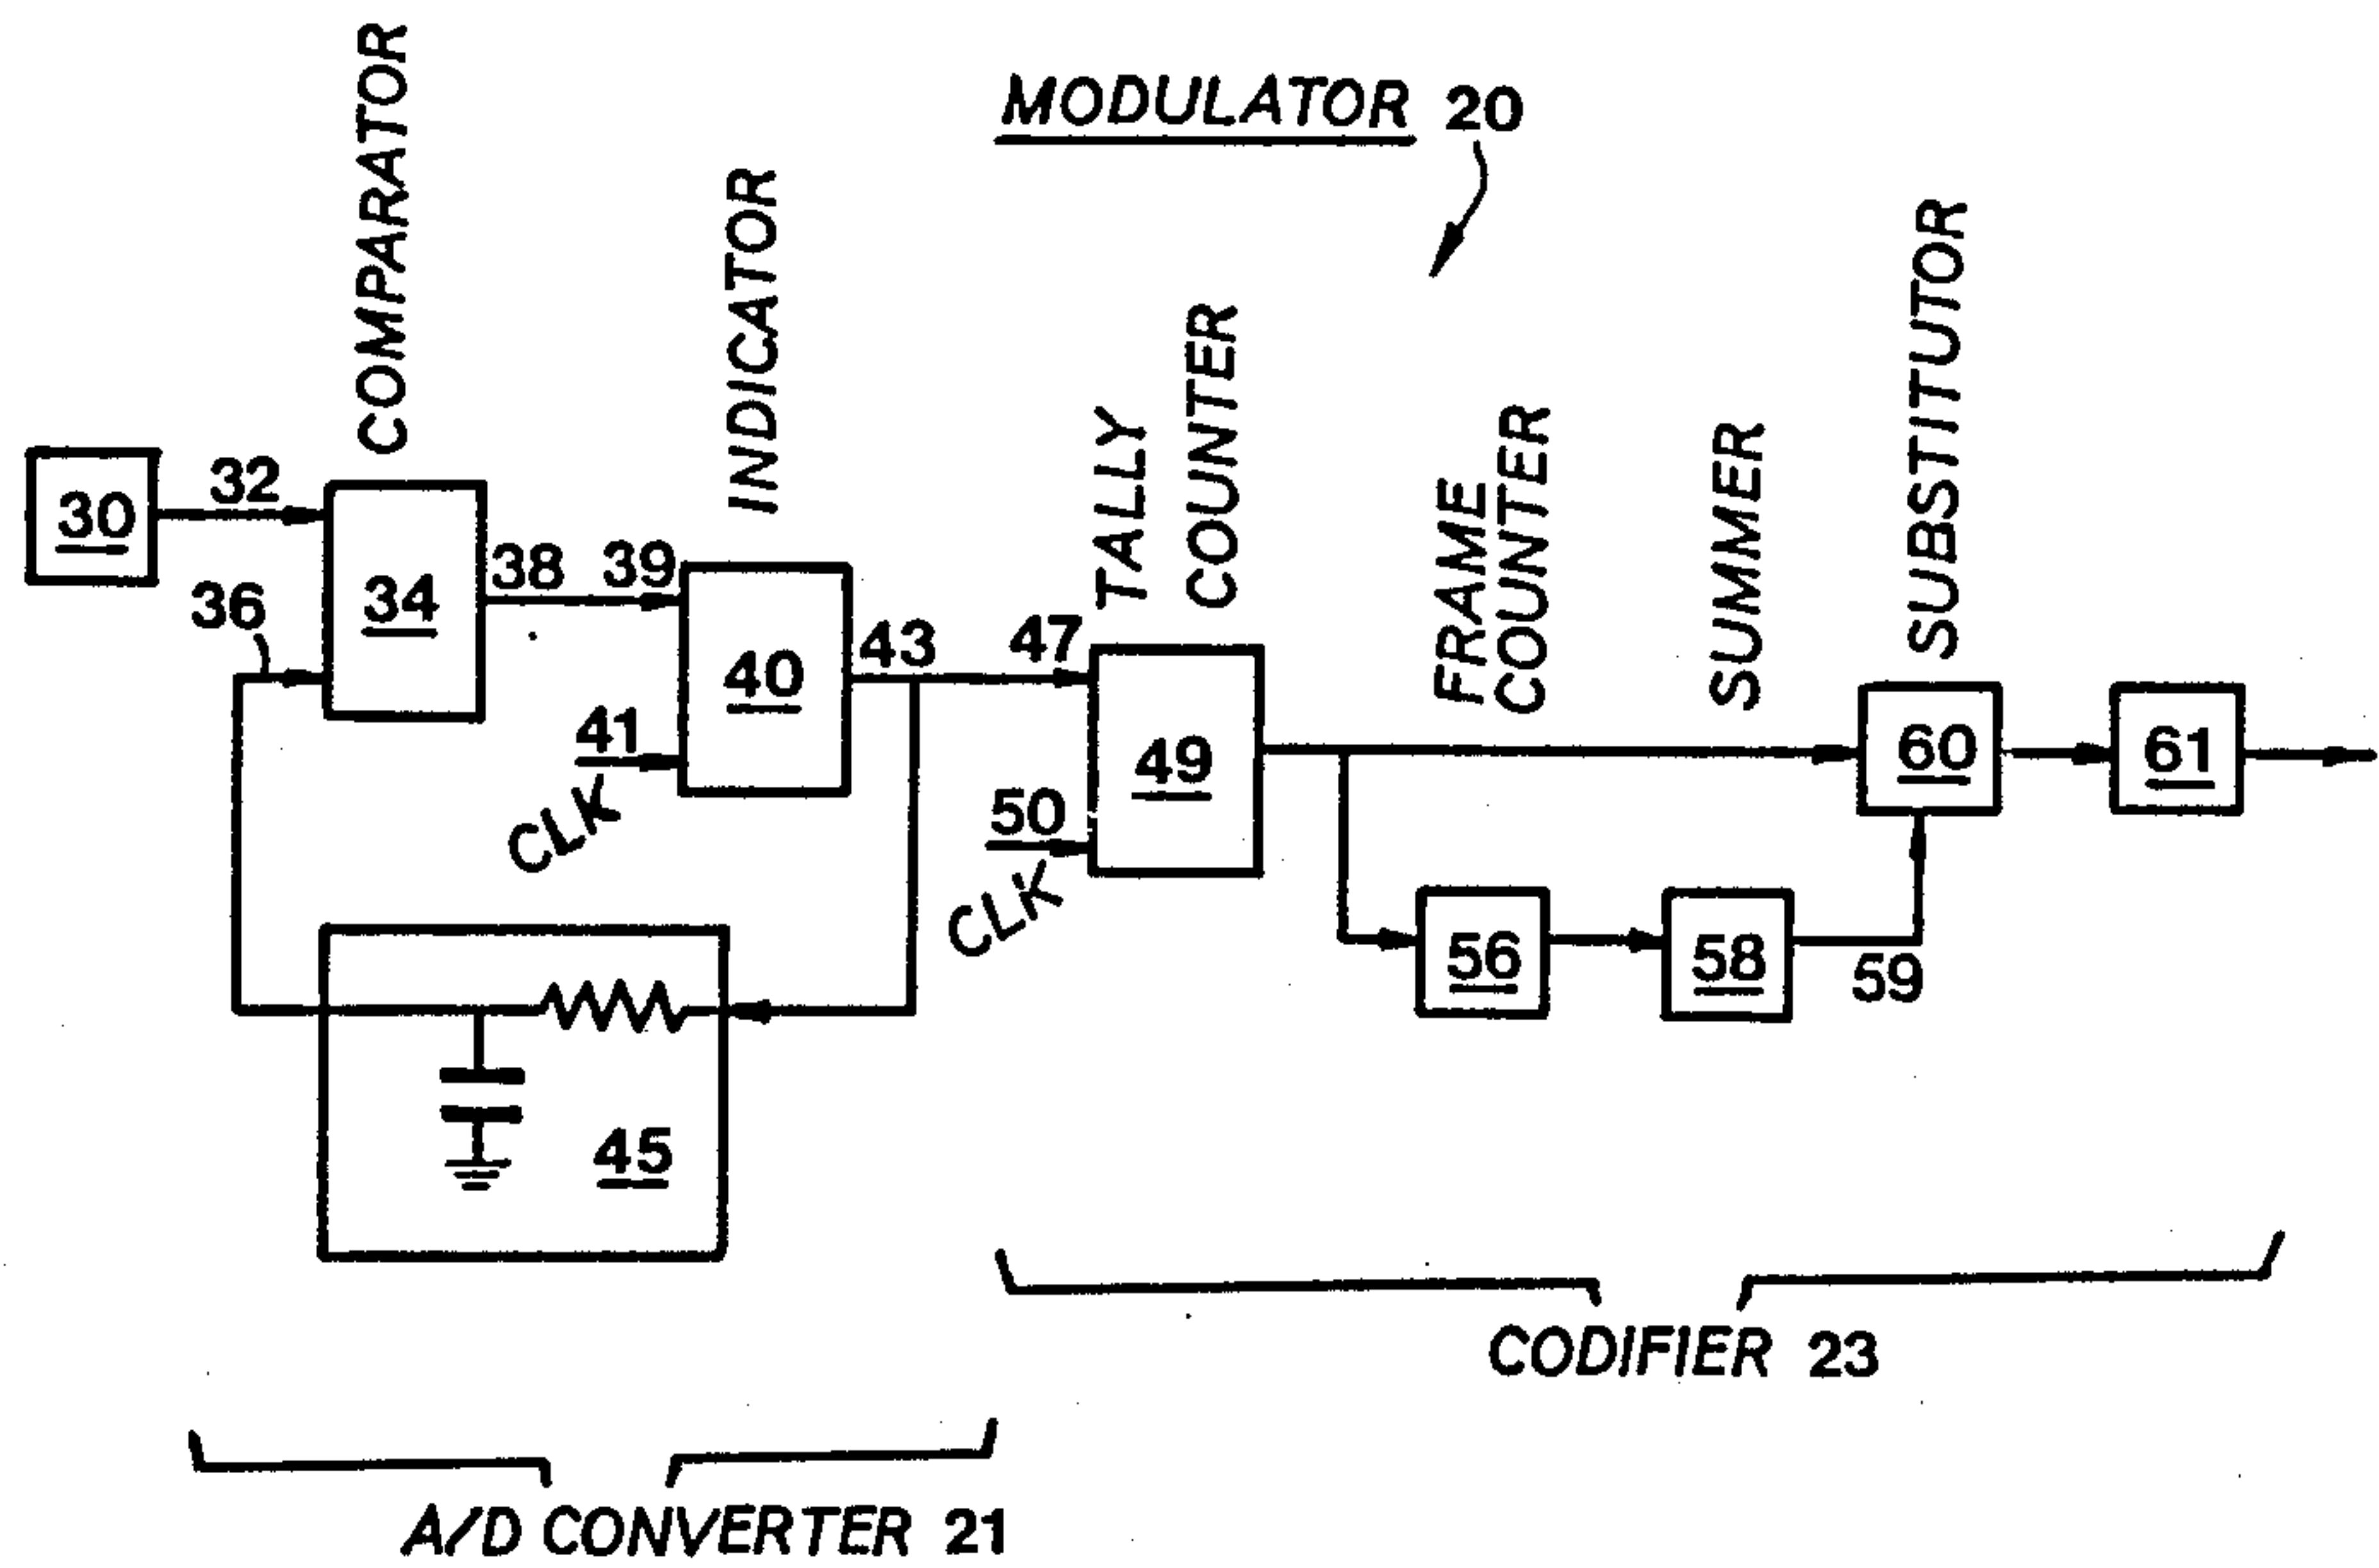 MODULATOR 20
COMPARATOR
INDICATOR
TALLY
COUNTER
FRAME
COUNTER
SUMMER
SUBSTITUTOR
30
32
34
36
38
39
40
41
CLK
43
47
49
50
CLK
60
61
56
58
59
45
CODIFIER 23
A/D CONVERTER 21